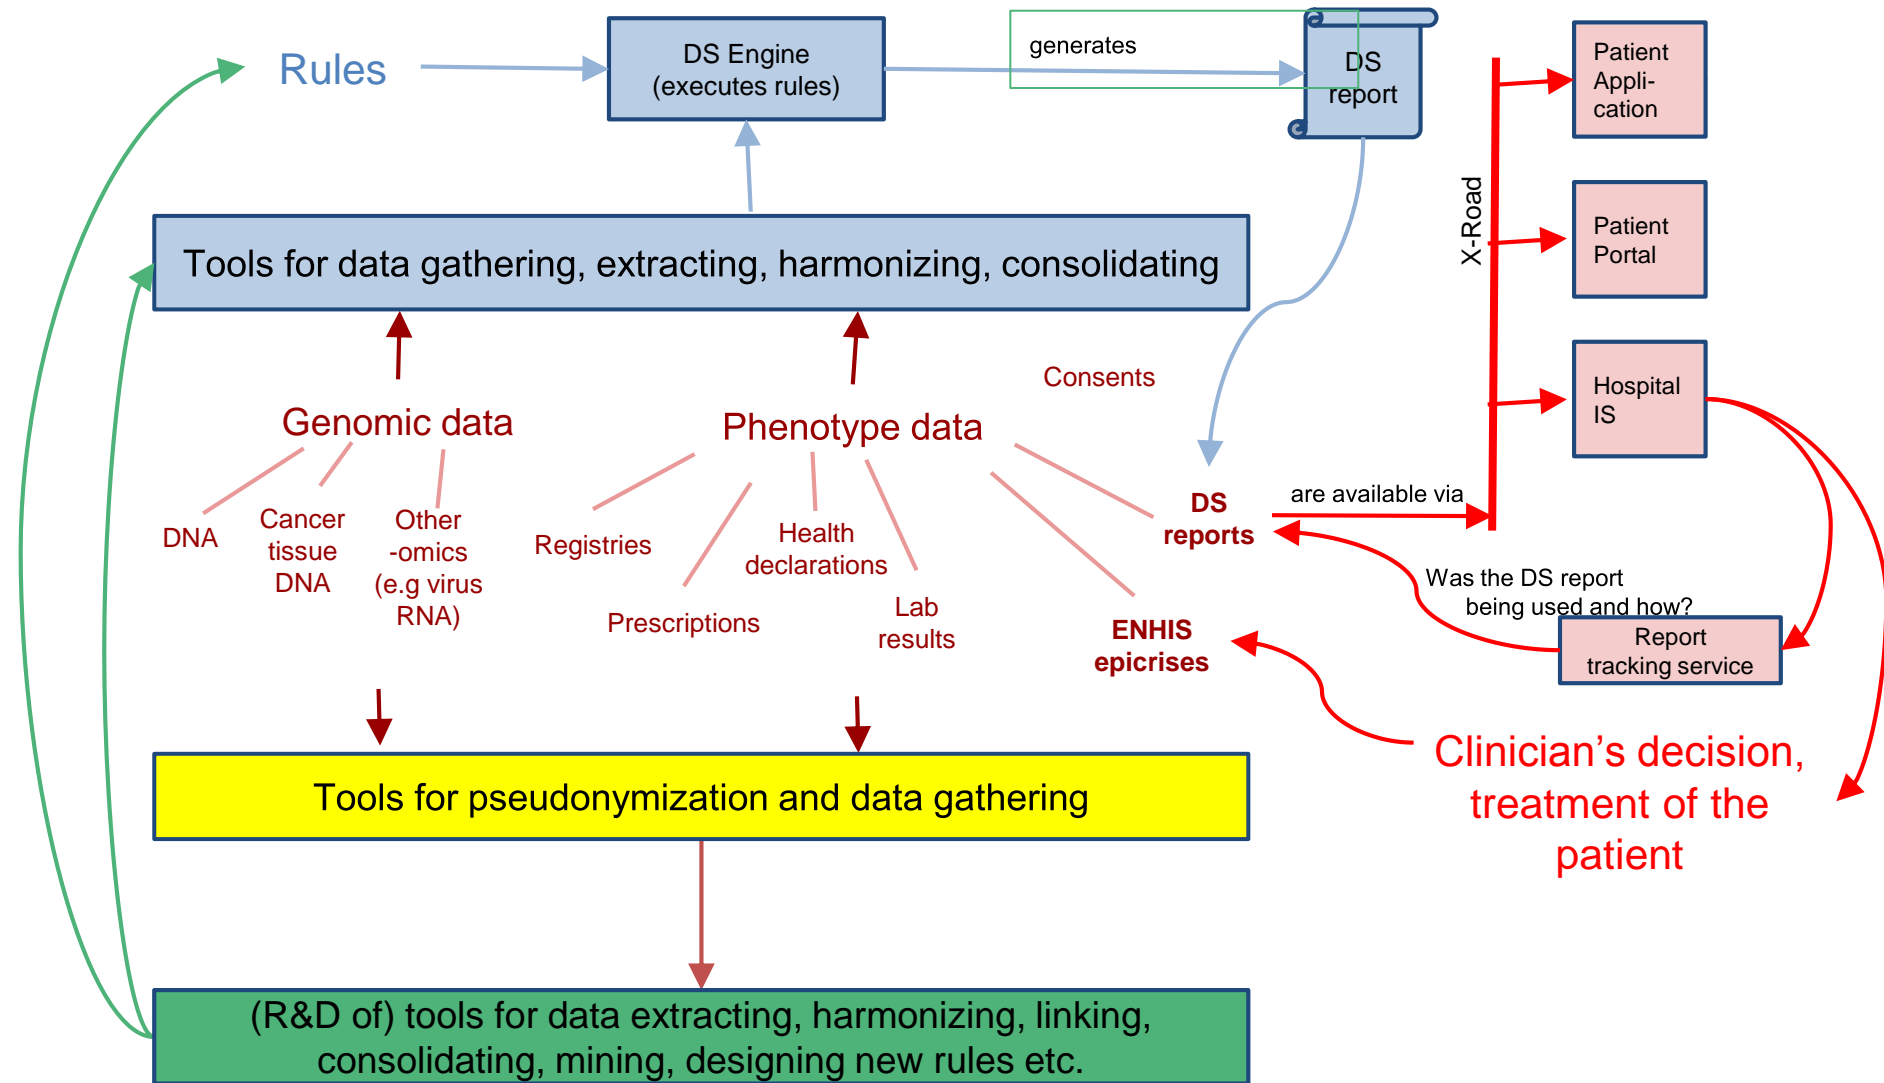 Rules
DS Engine
(executes rules)
generates
DS
report
Patient
Appli-
cation
Patient
Portal
X-Road
Hospital
IS
Tools for data gathering, extracting, harmonizing, consolidating
Consents
Genomic data
Phenotype data
DNA
Cancer
tissue
DNA
Other
-omics
(e.g virus
RNA)
Registries
Prescriptions
Health
declarations
Lab
results
DS
reports
ENHIS
epicrises
are available via
Was the DS report
being used and how?
Report
tracking service
Clinician’s decision,
treatment of the
patient
Tools for pseudonymization and data gathering
(R&D of) tools for data extracting, harmonizing, linking,
consolidating, mining, designing new rules etc.